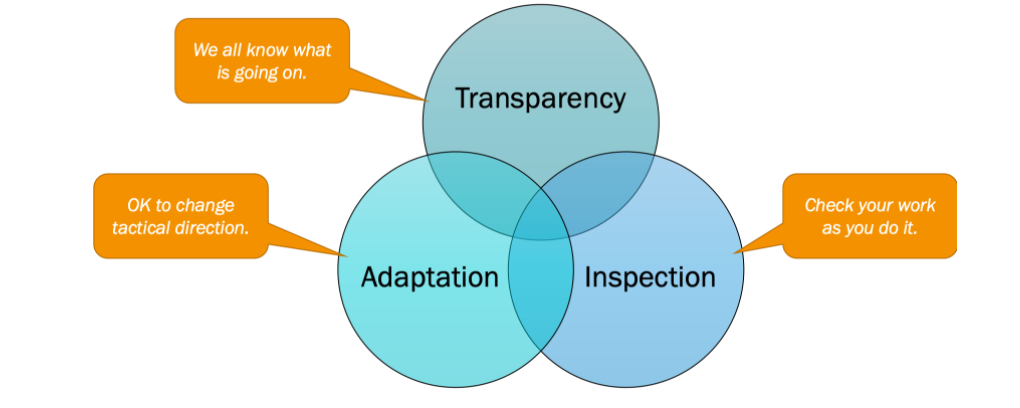 We all know what
is going on.
Transparency
OK to change
tactical direction.
Check your work
as you do it.
Adaptation
Inspection